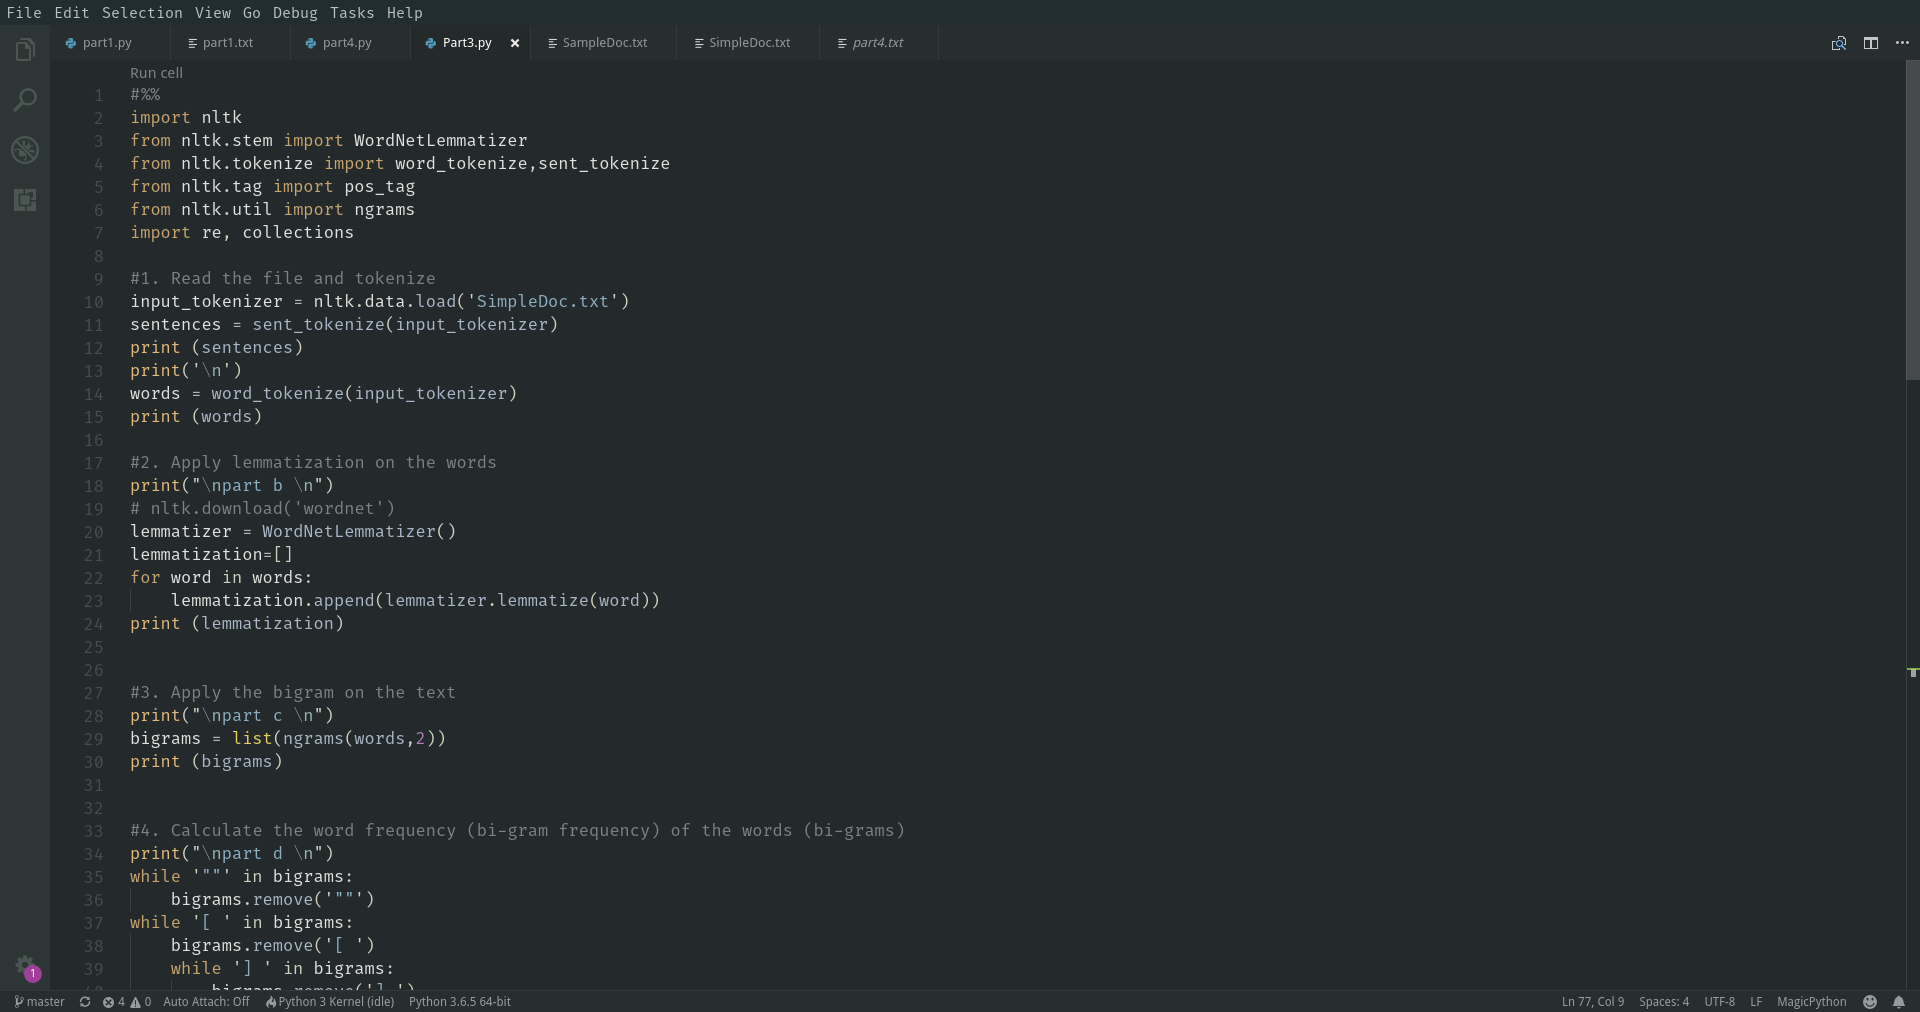 File Edit Selection View Go Debug Tasks Help
part1.py part1.txt part4.py Part3.py SampleDoc.txt SimpleDoc.txt part4.txt
Run cell
1 #%%
2 import nltk
3 from nltk.stem import WordNetLemmatizer
4 from nltk.tokenize import word_tokenize,sent_tokenize
5 from nltk.tag import pos_tag
6 from nltk.util import ngrams
7 import re, collections
8
9 #1. Read the file and tokenize
10 input_tokenizer = nltk.data.load('SimpleDoc.txt')
11 sentences = sent_tokenize(input_tokenizer)
12 print (sentences)
13 print('\n')
14 words = word_tokenize(input_tokenizer)
15 print (words)
16
17 #2. Apply lemmatization on the words
18 print("\npart b \n")
19 # nltk.download('wordnet')
20 lemmatizer = WordNetLemmatizer()
21 lemmatization=[]
22 for word in words:
23     lemmatization.append(lemmatizer.lemmatize(word))
24 print (lemmatization)
25
26
27 #3. Apply the bigram on the text
28 print("\npart c \n")
29 bigrams = list(ngrams(words,2))
30 print (bigrams)
31
32
33 #4. Calculate the word frequency (bi-gram frequency) of the words (bi-grams)
34 print("\npart d \n")
35 while '""' in bigrams:
36     bigrams.remove('""')
37 while '[ ' in bigrams:
38     bigrams.remove('[ ')
39     while '] ' in bigrams:
40         bigrams.remove('] ')
1
master 4 0 Auto Attach: Off Python 3 Kernel (idle) Python 3.6.5 64-bit Ln 77, Col 9 Spaces: 4 UTF-8 LF MagicPython